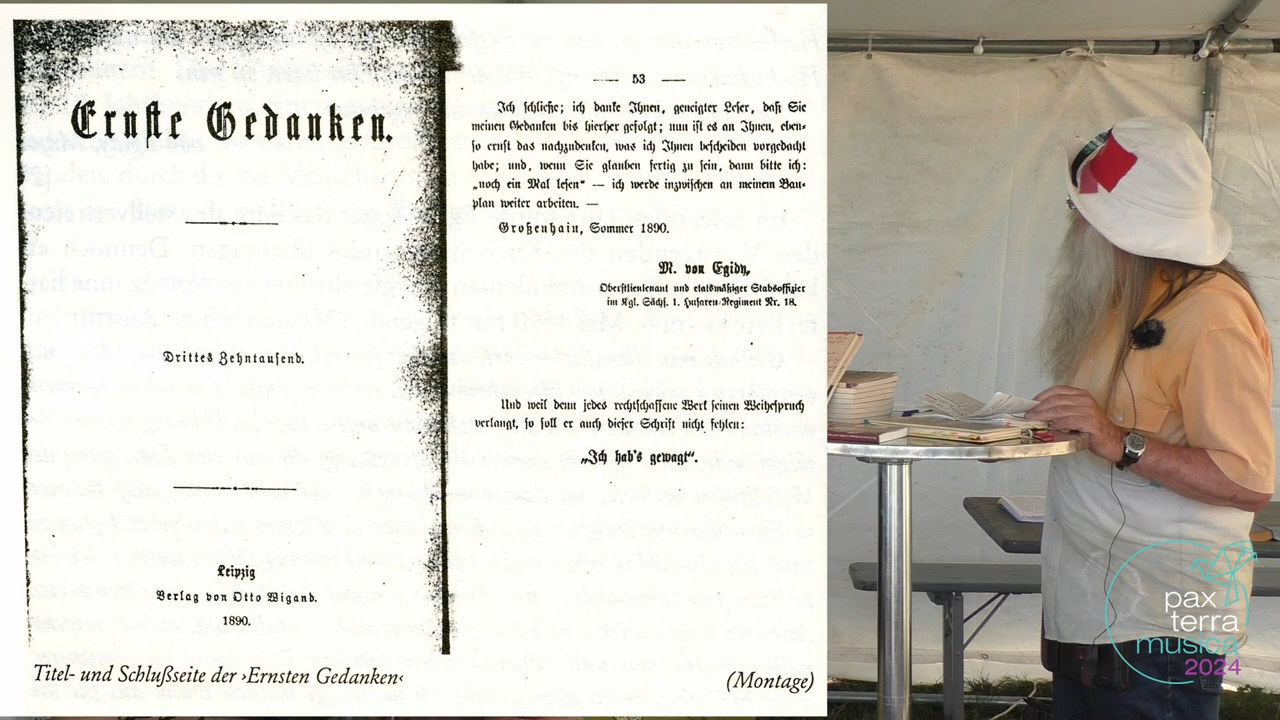 Ernste Gedanken.
Drittes Zehntausend.
Leipzig
Verlag von Otto Wigand.
1890.
— 53 —
Ich schließe; ich danke Ihnen, geneigter Leser, daß Sie
meinen Gedanken bis hierher gefolgt; nun ist es an Ihnen, eben-
so ernst das nachzudenken, was ich Ihnen bescheiden vorgedacht
habe; und, wenn Sie glauben fertig zu sein, dann bitte ich:
„noch ein Mal lesen“ — ich werde inzwischen an meinem Bau-
plan weiter arbeiten. —
Großenhain, Sommer 1890.
M. von Egidy,
Oberstlieutenant und etatsmäßiger Stabsoffizier
im Kgl. Sächs. 1. Husaren-Regiment Nr. 18.
Und weil denn jedes rechtschaffene Werk seinen Weihespruch
verlangt, so soll er auch dieser Schrift nicht fehlen:
„Ich hab's gewagt“.
Titel- und Schlußseite der ›Ernsten Gedanken‹
(Montage)
pax
terra
musica
2024